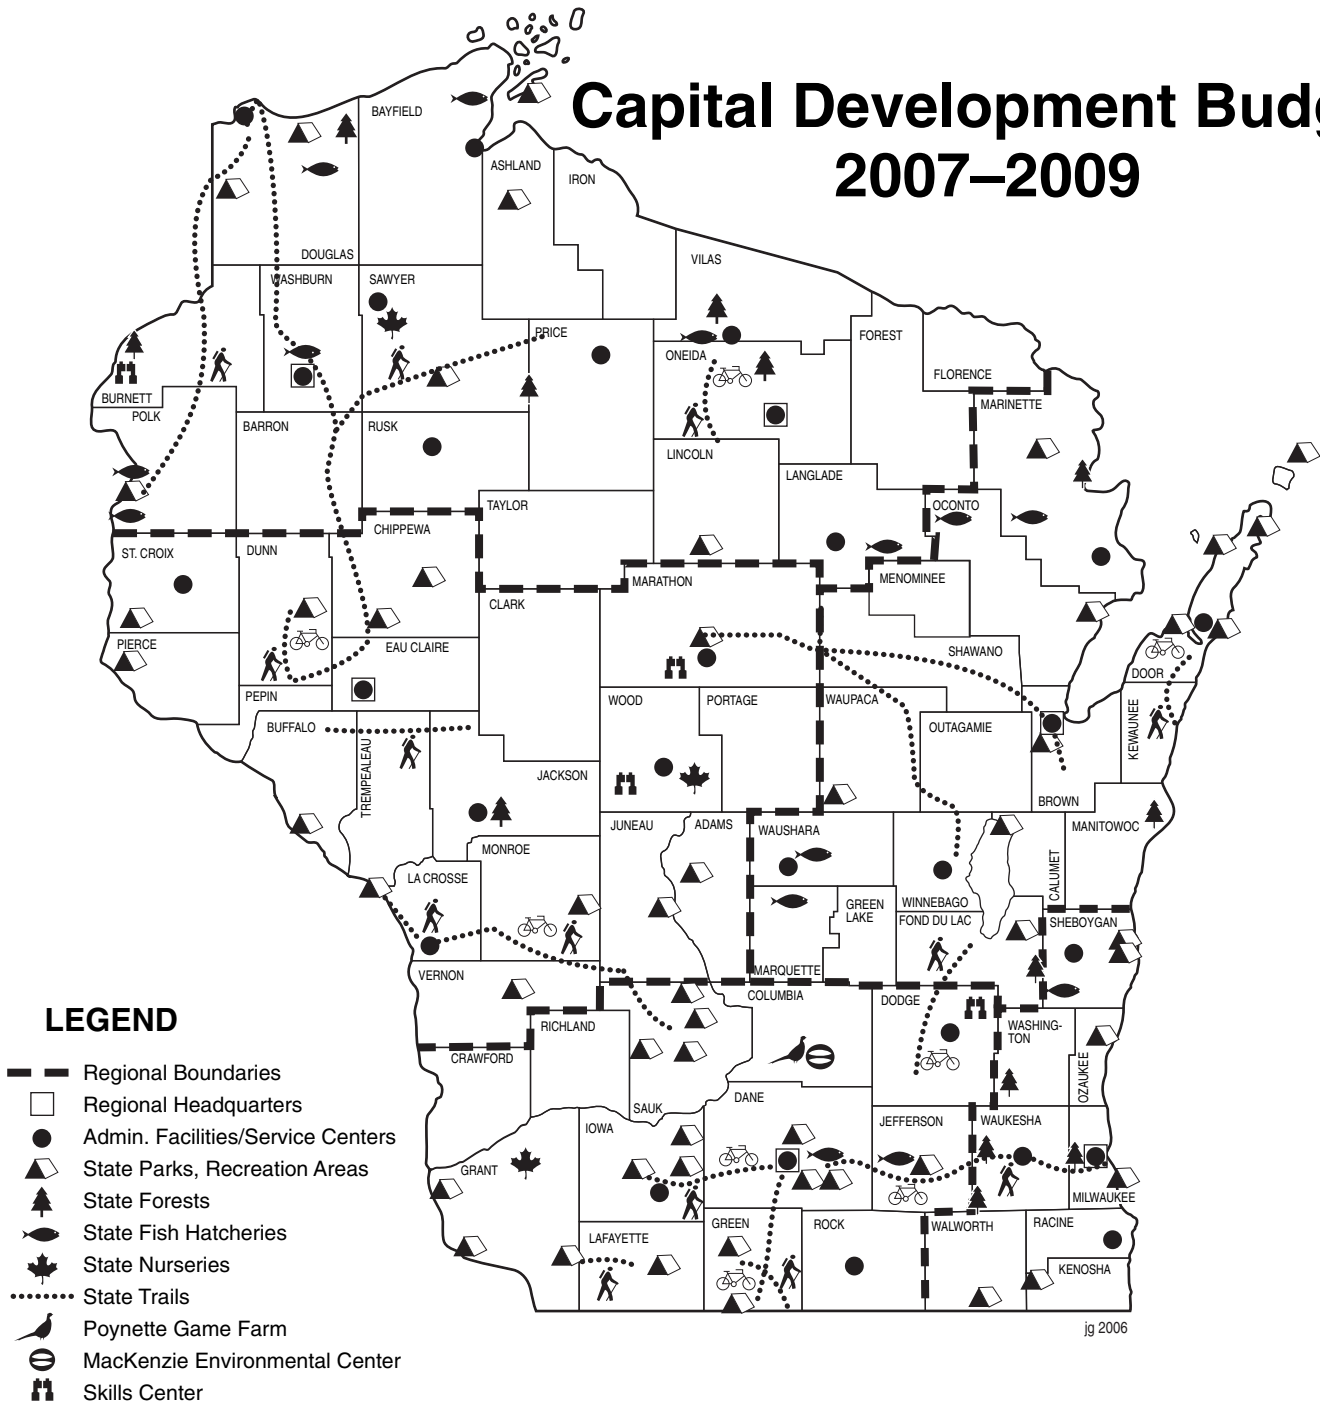 Capital Development Budg
2007–2009
BAYFIELD
ASHLAND
IRON
DOUGLAS
VILAS
WASHBURN
SAWYER
PRICE
ONEIDA
FOREST
FLORENCE
BURNETT
POLK
MARINETTE
BARRON
RUSK
LINCOLN
LANGLADE
TAYLOR
OCONTO
CHIPPEWA
ST. CROIX
DUNN
MARATHON
MENOMINEE
CLARK
PIERCE
EAU CLAIRE
SHAWANO
DOOR
PEPIN
WOOD
PORTAGE
WAUPACA
BUFFALO
OUTAGAMIE
KEWAUNEE
TREMPEALEAU
JACKSON
BROWN
JUNEAU
ADAMS
WAUSHARA
MANITOWOC
MONROE
CALUMET
LA CROSSE
GREEN
LAKE
WINNEBAGO
FOND DU LAC
SHEBOYGAN
VERNON
MARQUETTE
COLUMBIA
DODGE
RICHLAND
WASHING-
TON
CRAWFORD
OZAUKEE
SAUK
DANE
IOWA
JEFFERSON
WAUKESHA
GRANT
MILWAUKEE
LAFAYETTE
GREEN
ROCK
WALWORTH
RACINE
KENOSHA
jg 2006
LEGEND
Regional Boundaries
Regional Headquarters
Admin. Facilities/Service Centers
State Parks, Recreation Areas
State Forests
State Fish Hatcheries
State Nurseries
State Trails
Poynette Game Farm
MacKenzie Environmental Center
Skills Center